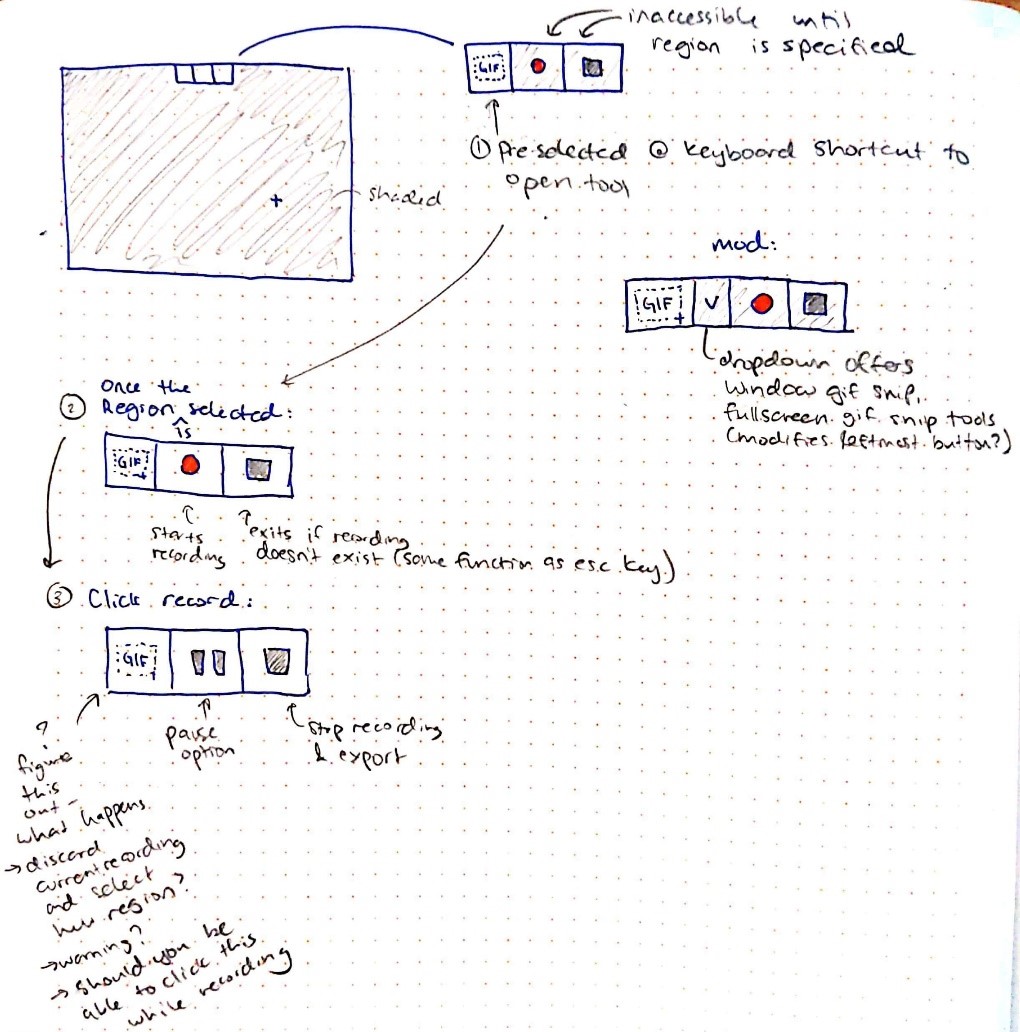 inaccessible until
region is specified
GIF
① Preselected @ keyboard shortcut to
open tool
shaded
mod:
GIF V
dropdown offers
window gif snip,
fullscreen gif snip tools
(modifies leftmost button?)
② Once the
Region is selected:
GIF
starts
recording
exits if recording
doesn't exist (same function as esc key)
③ Click record:
GIF
pause
option
stop recording
& export
?
figure
this
out -
what happens
→ discard
current recording
and select
new region?
→ warning?
→ should you be
able to click this
while recording